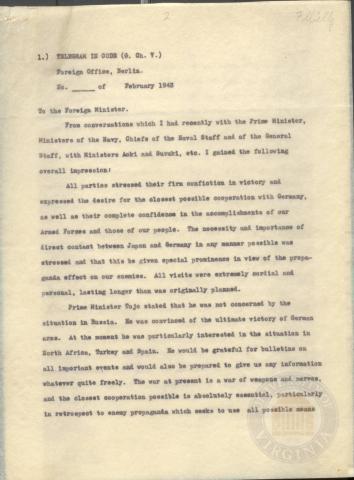 2
1.) TELEGRAM IN CODE (G. Ch. V.)
Foreign Office, Berlin.
No. ______ of February 1943
To the Foreign Minister.
From conversations which I had recently with the Prime Minister,
Ministers of the Navy, Chiefs of the Naval Staff and of the General
Staff, with Ministers Aoki and Suzuki, etc. I gained the following
overall impression:
All parties stressed their firm confiction in victory and
expressed the desire for the closest possible cooperation with Germany,
as well as their complete confidence in the accomplishments of our
Armed Forces and those of our people. The necessity and importance of
direct contact between Japan and Germany in any manner possible was
stressed and that this be given special prominence in view of the propa-
ganda effect on our enemies. All visits were extremely cordial and
personal, lasting longer than was originally planned.
Prime Minister Tojo stated that he was not concerned by the
situation in Russia. He was convinced of the ultimate victory of German
arms. At the moment he was particularly interested in the situation in
North Africa, Turkey and Spain. He would be grateful for bulletins on
all important events and would also be prepared to give us any information
whatever quite freely. The war at present is a war of weapons and nerves,
and the closest cooperation possible is absolutely essential, particularly
in retrospect to enemy propaganda which seeks to use all possible means
VIRGINIA